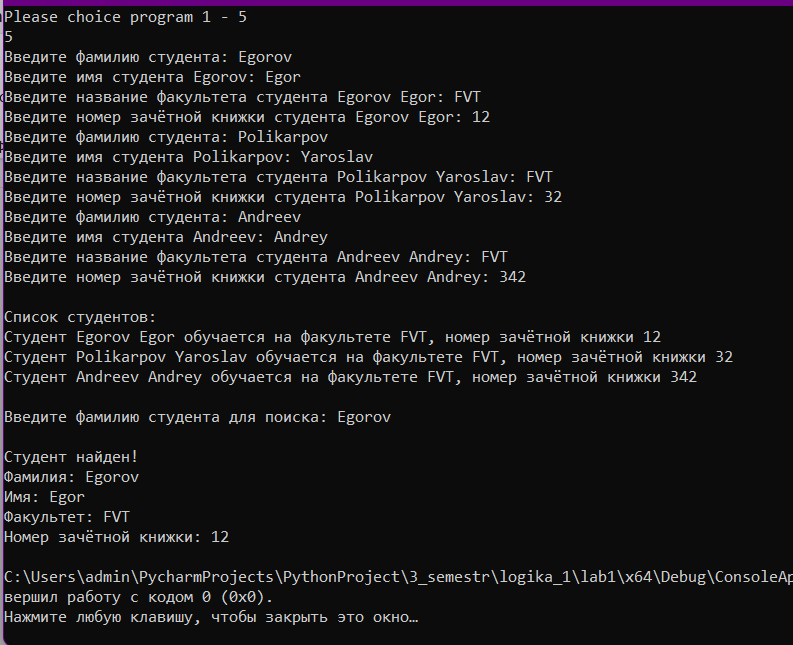 Please choice program 1 - 5
5
Введите фамилию студента: Egorov
Введите имя студента Egorov: Egor
Введите название факультета студента Egorov Egor: FVT
Введите номер зачётной книжки студента Egorov Egor: 12
Введите фамилию студента: Polikarpov
Введите имя студента Polikarpov: Yaroslav
Введите название факультета студента Polikarpov Yaroslav: FVT
Введите номер зачётной книжки студента Polikarpov Yaroslav: 32
Введите фамилию студента: Andreev
Введите имя студента Andreev: Andrey
Введите название факультета студента Andreev Andrey: FVT
Введите номер зачётной книжки студента Andreev Andrey: 342
Список студентов:
Студент Egorov Egor обучается на факультете FVT, номер зачётной книжки 12
Студент Polikarpov Yaroslav обучается на факультете FVT, номер зачётной книжки 32
Студент Andreev Andrey обучается на факультете FVT, номер зачётной книжки 342
Введите фамилию студента для поиска: Egorov
Студент найден!
Фамилия: Egorov
Имя: Egor
Факультет: FVT
Номер зачётной книжки: 12
C:\Users\admin\PycharmProjects\PythonProject\3_semestr\logika_1\lab1\x64\Debug\ConsoleAp
вершил работу с кодом 0 (0x0).
Нажмите любую клавишу, чтобы закрыть это окно…